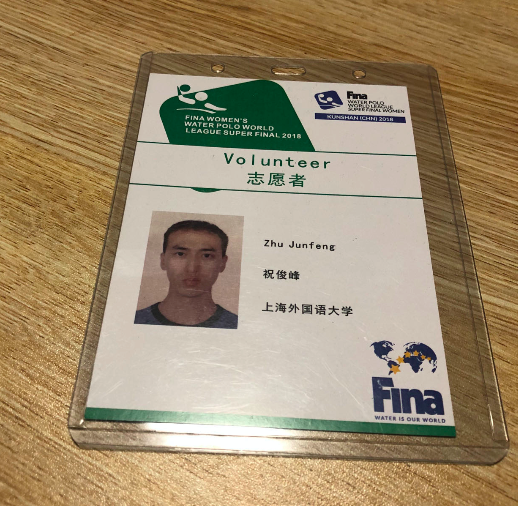 FINA WOMEN'S
WATER POLO WORLD
LEAGUE SUPER FINAL 2018
Fina
WATER POLO
WORLD LEAGUE
SUPER FINAL WOMEN
KUNSHAN (CHN) 2018
Volunteer
志愿者
Zhu Junfeng
祝俊峰
上海外国语大学
Fina
WATER IS OUR WORLD